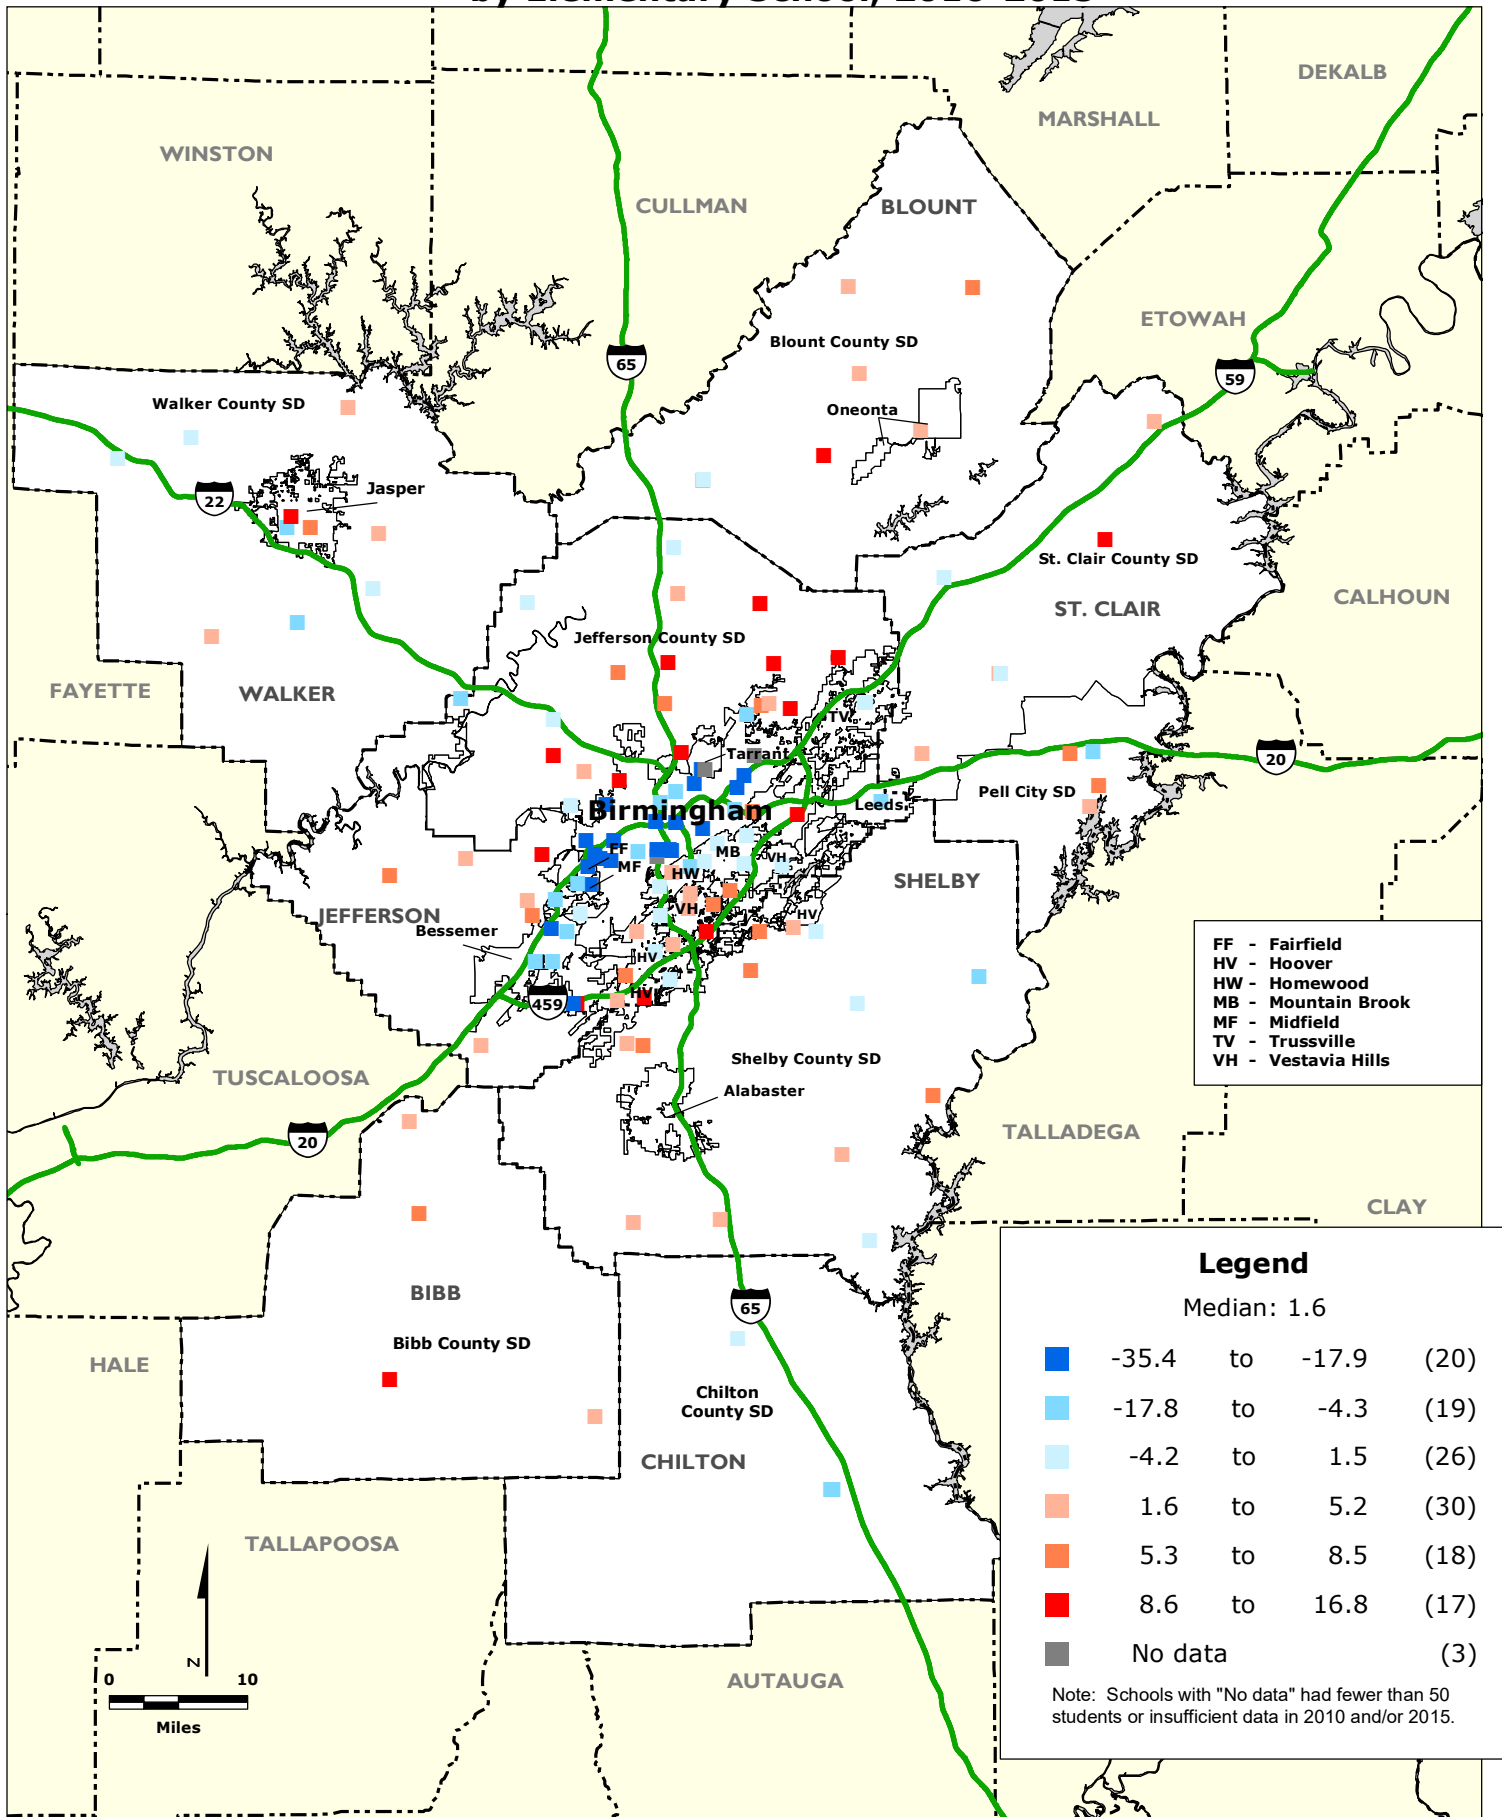 by Elementary School, 2010-2015
DEKALB
MARSHALL
WINSTON
CULLMAN
BLOUNT
ETOWAH
Blount County SD
65
59
Walker County SD
Oneonta
Jasper
22
St. Clair County SD
CALHOUN
ST. CLAIR
Jefferson County SD
FAYETTE
WALKER
TV
Tarrant
20
Pell City SD
Leeds
Birmingham
FF
MB
VH
MF
HW
SHELBY
VH
HV
JEFFERSON
Bessemer
HV
HV
459
FF - Fairfield
HV - Hoover
HW - Homewood
MB - Mountain Brook
MF - Midfield
TV - Trussville
VH - Vestavia Hills
Shelby County SD
TUSCALOOSA
Alabaster
20
TALLADEGA
CLAY
BIBB
65
Bibb County SD
HALE
Chilton
County SD
CHILTON
TALLAPOOSA
AUTAUGA
N
0 10
Miles
Legend
Median: 1.6
-35.4 to -17.9 (20)
-17.8 to -4.3 (19)
-4.2 to 1.5 (26)
1.6 to 5.2 (30)
5.3 to 8.5 (18)
8.6 to 16.8 (17)
No data (3)
Note: Schools with "No data" had fewer than 50
students or insufficient data in 2010 and/or 2015.